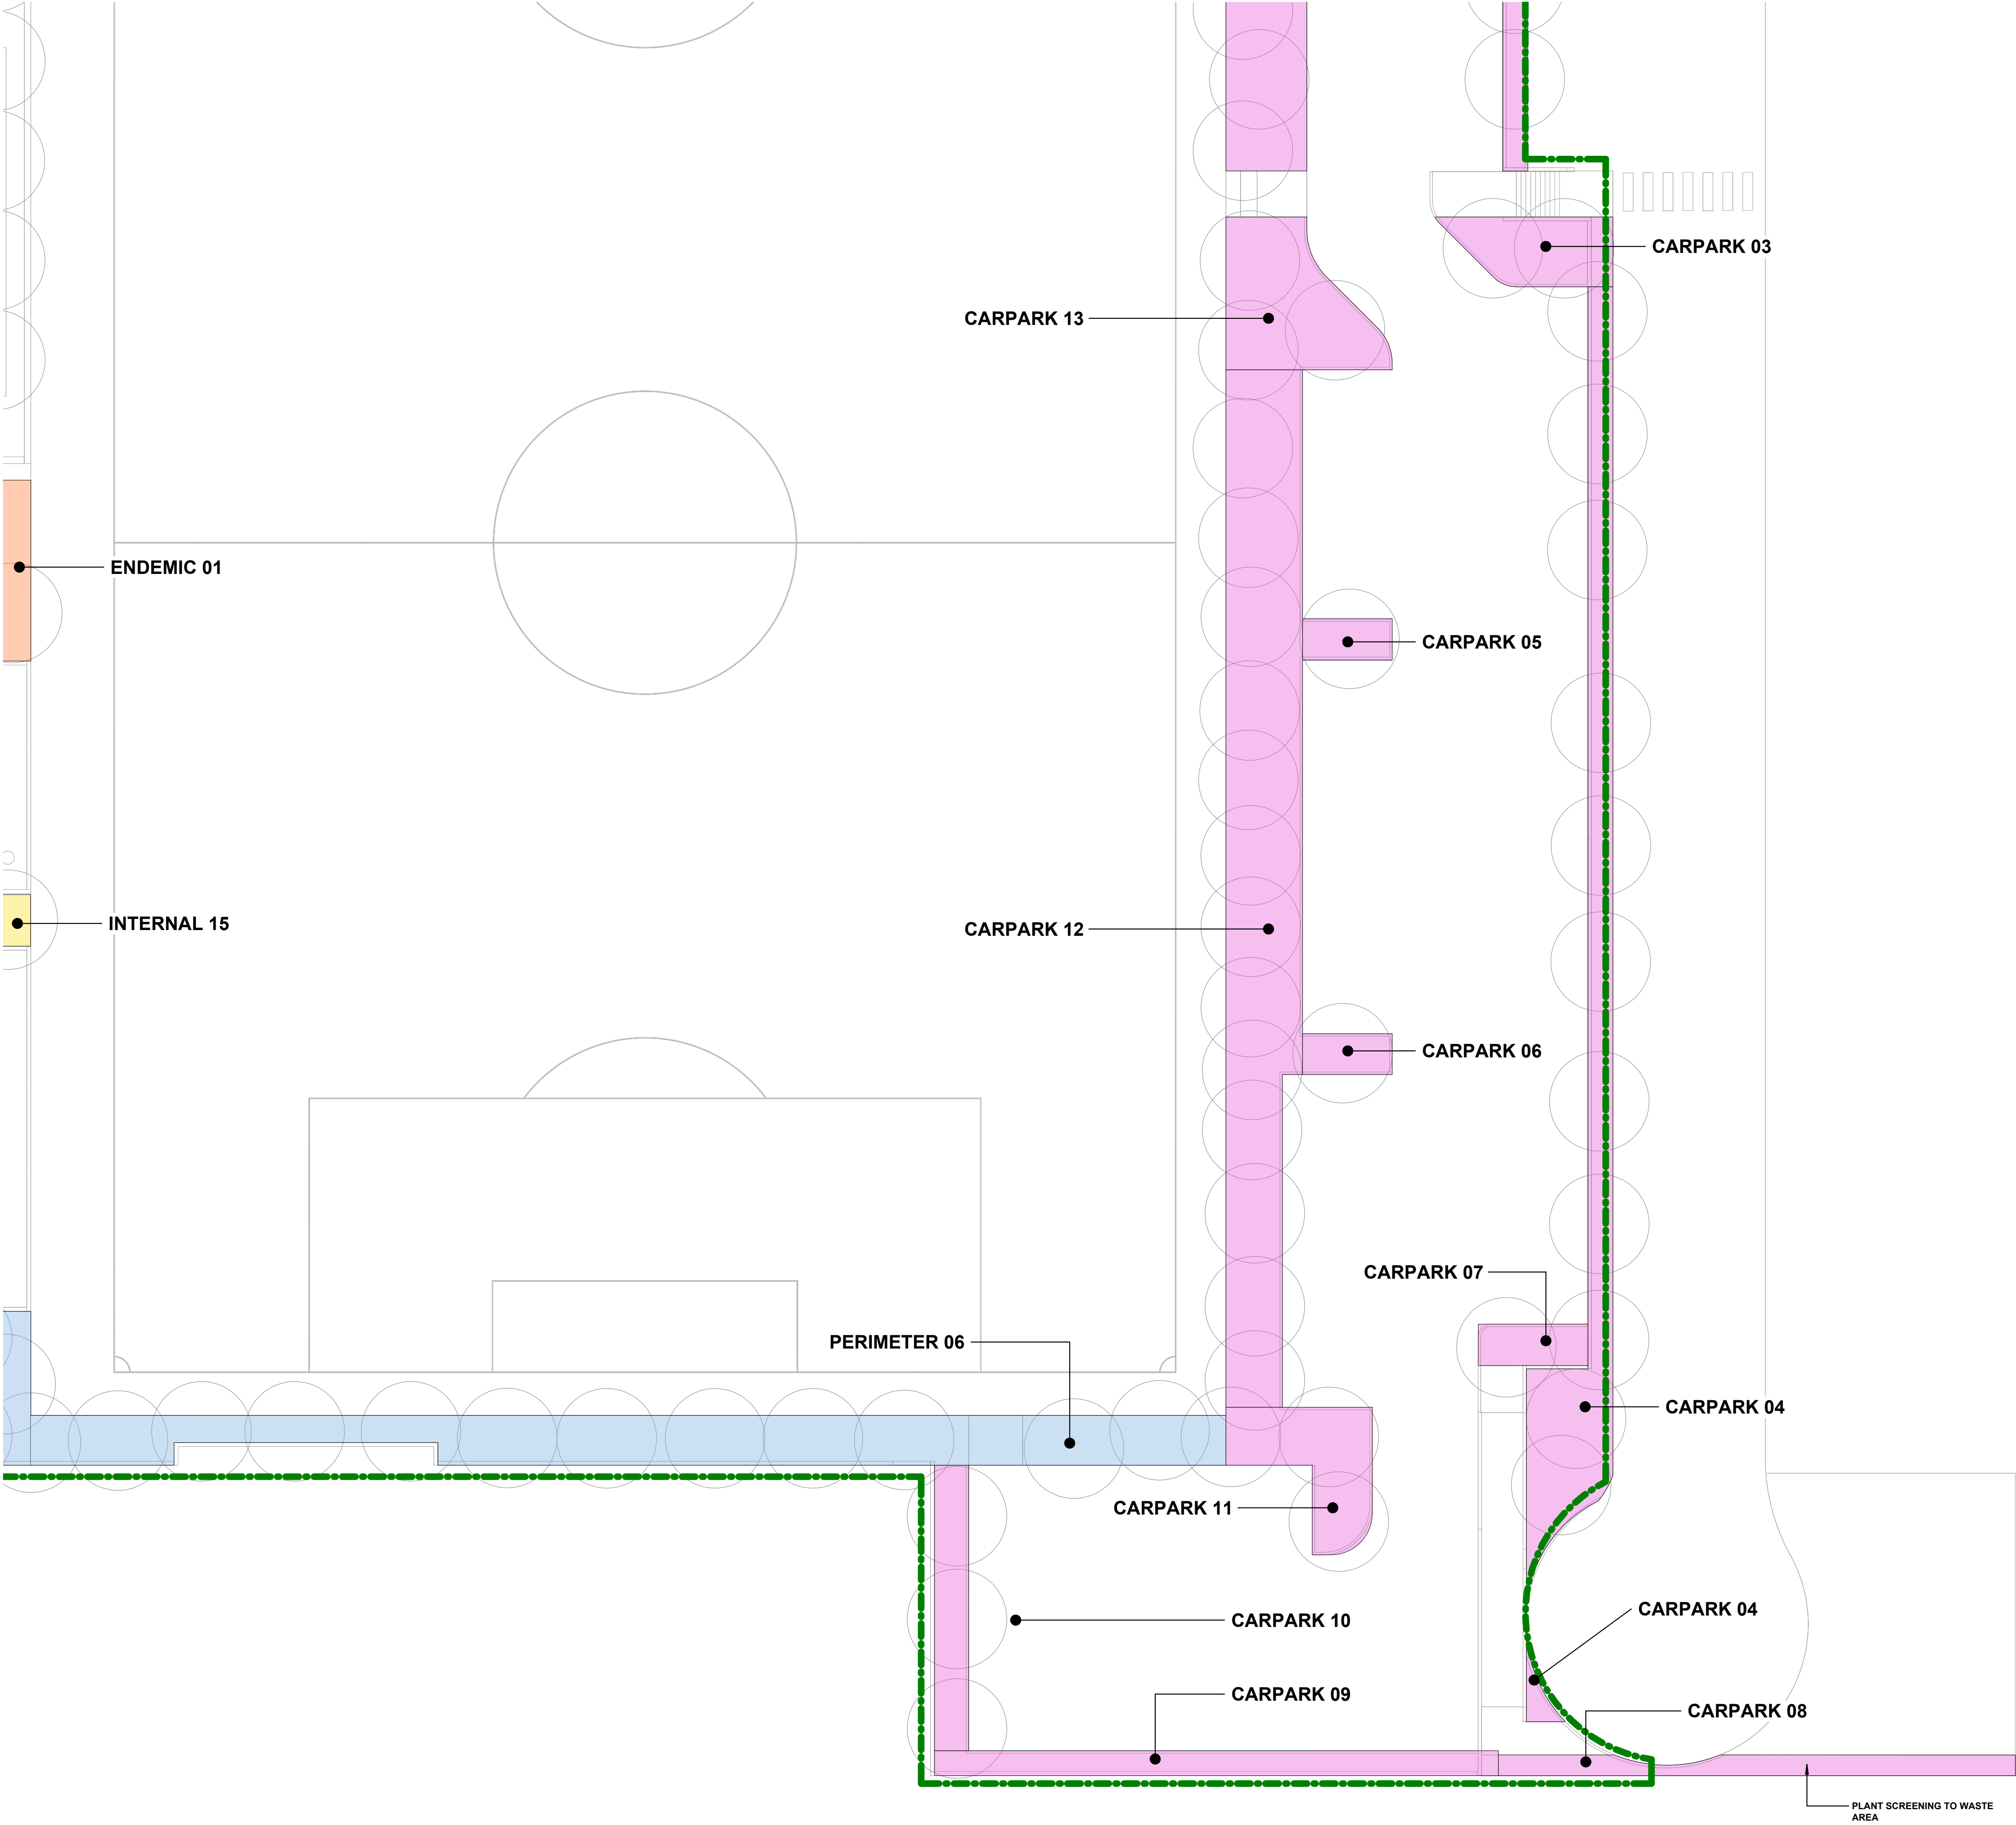 CARPARK 03
CARPARK 13
ENDEMIC 01
CARPARK 05
INTERNAL 15
CARPARK 12
CARPARK 06
CARPARK 07
PERIMETER 06
CARPARK 04
CARPARK 11
CARPARK 04
CARPARK 10
CARPARK 09
CARPARK 08
PLANT SCREENING TO WASTE
AREA